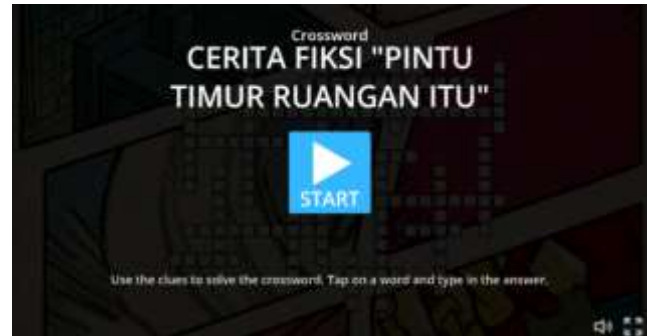 Crossword
CERITA FIKSI "PINTU
TIMUR RUANGAN ITU"
START
Use the clues to solve the crossword. Tap on a word and type in the answer.